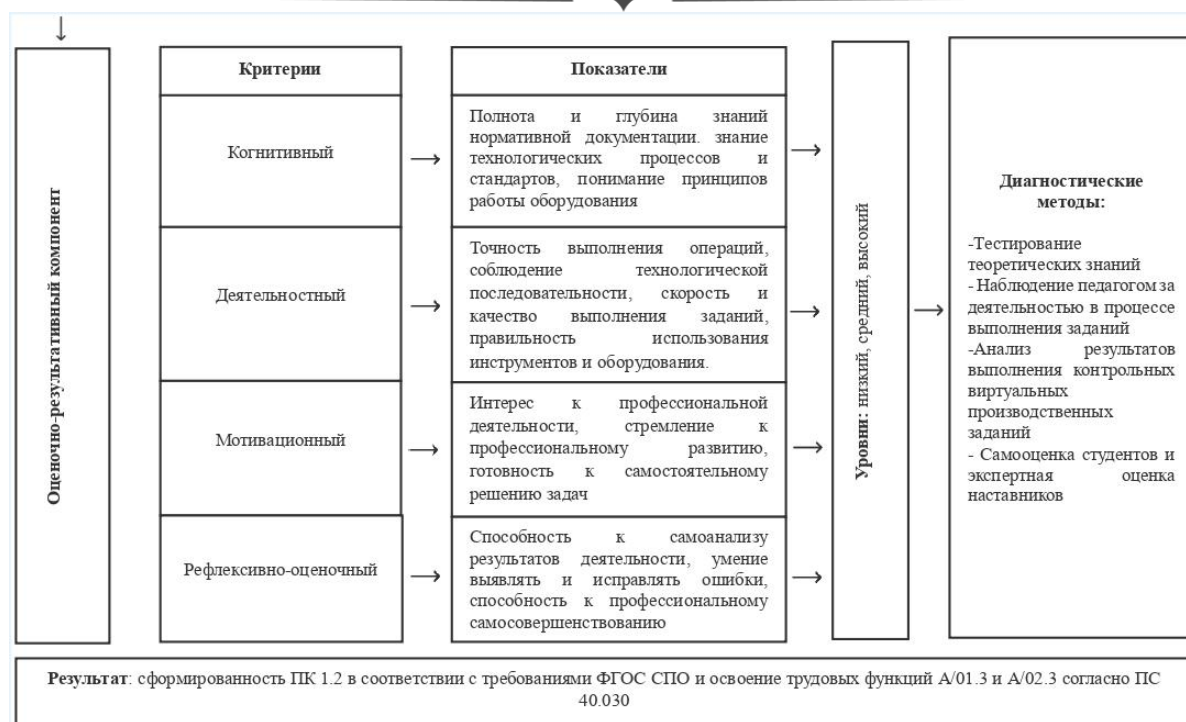 Оценочно-результативный компонент
Критерии
Показатели
Когнитивный
Полнота и глубина знаний
нормативной документации. знание
технологических процессов и
стандартов, понимание принципов
работы оборудования
Деятельностный
Точность выполнения операций,
соблюдение технологической
последовательности, скорость и
качество выполнения заданий,
правильность использования
инструментов и оборудования.
Мотивационный
Интерес к профессиональной
деятельности, стремление к
профессиональному развитию,
готовность к самостоятельному
решению задач
Рефлексивно-оценочный
Способность к самоанализу
результатов деятельности, умение
выявлять и исправлять ошибки,
способность к профессиональному
самосовершенствованию
Уровни: низкий, средний, высокий
Диагностические
методы:
-Тестирование
теоретических знаний
- Наблюдение педагогом за
деятельностью в процессе
выполнения заданий
-Анализ результатов
выполнения контрольных
виртуальных
производственных
заданий
- Самооценка студентов и
экспертная оценка
наставников
Результат: сформированность ПК 1.2 в соответствии с требованиями ФГОС СПО и освоение трудовых функций А/01.3 и А/02.3 согласно ПС
40.030